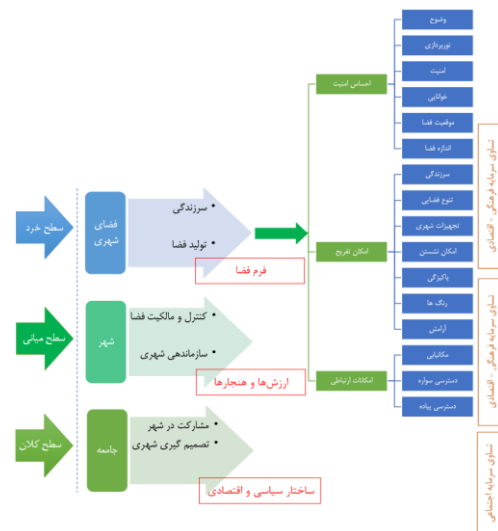 وضوح
نورپردازی
امنیت
خوانایی
موقعیت فضا
اندازه فضا
احساس امنیت
سرزندگی
تنوع فضایی
تجهیزات شهری
امکان نشستن
پاکیزگی
رنگ ها
آرامش
امکان تفریح
مکانیابی
دسترسی سواره
دسترسی پیاده
امکانات ارتباطی
تساوی سرمایه فرهنگی - اقتصادی
تساوی سرمایه فرهنگی - اقتصادی
تساوی سرمایه اجتماعی
سطح خرد
فضای
شهری
• سرزندگی
• تولید فضا
فرم فضا
سطح میانی
شهر
• کنترل و مالکیت فضا
• سازماندهی شهری
ارزش‌ها و هنجارها
سطح کلان
جامعه
• مشارکت در شهر
• تصمیم گیری شهری
ساختار سیاسی و اقتصادی